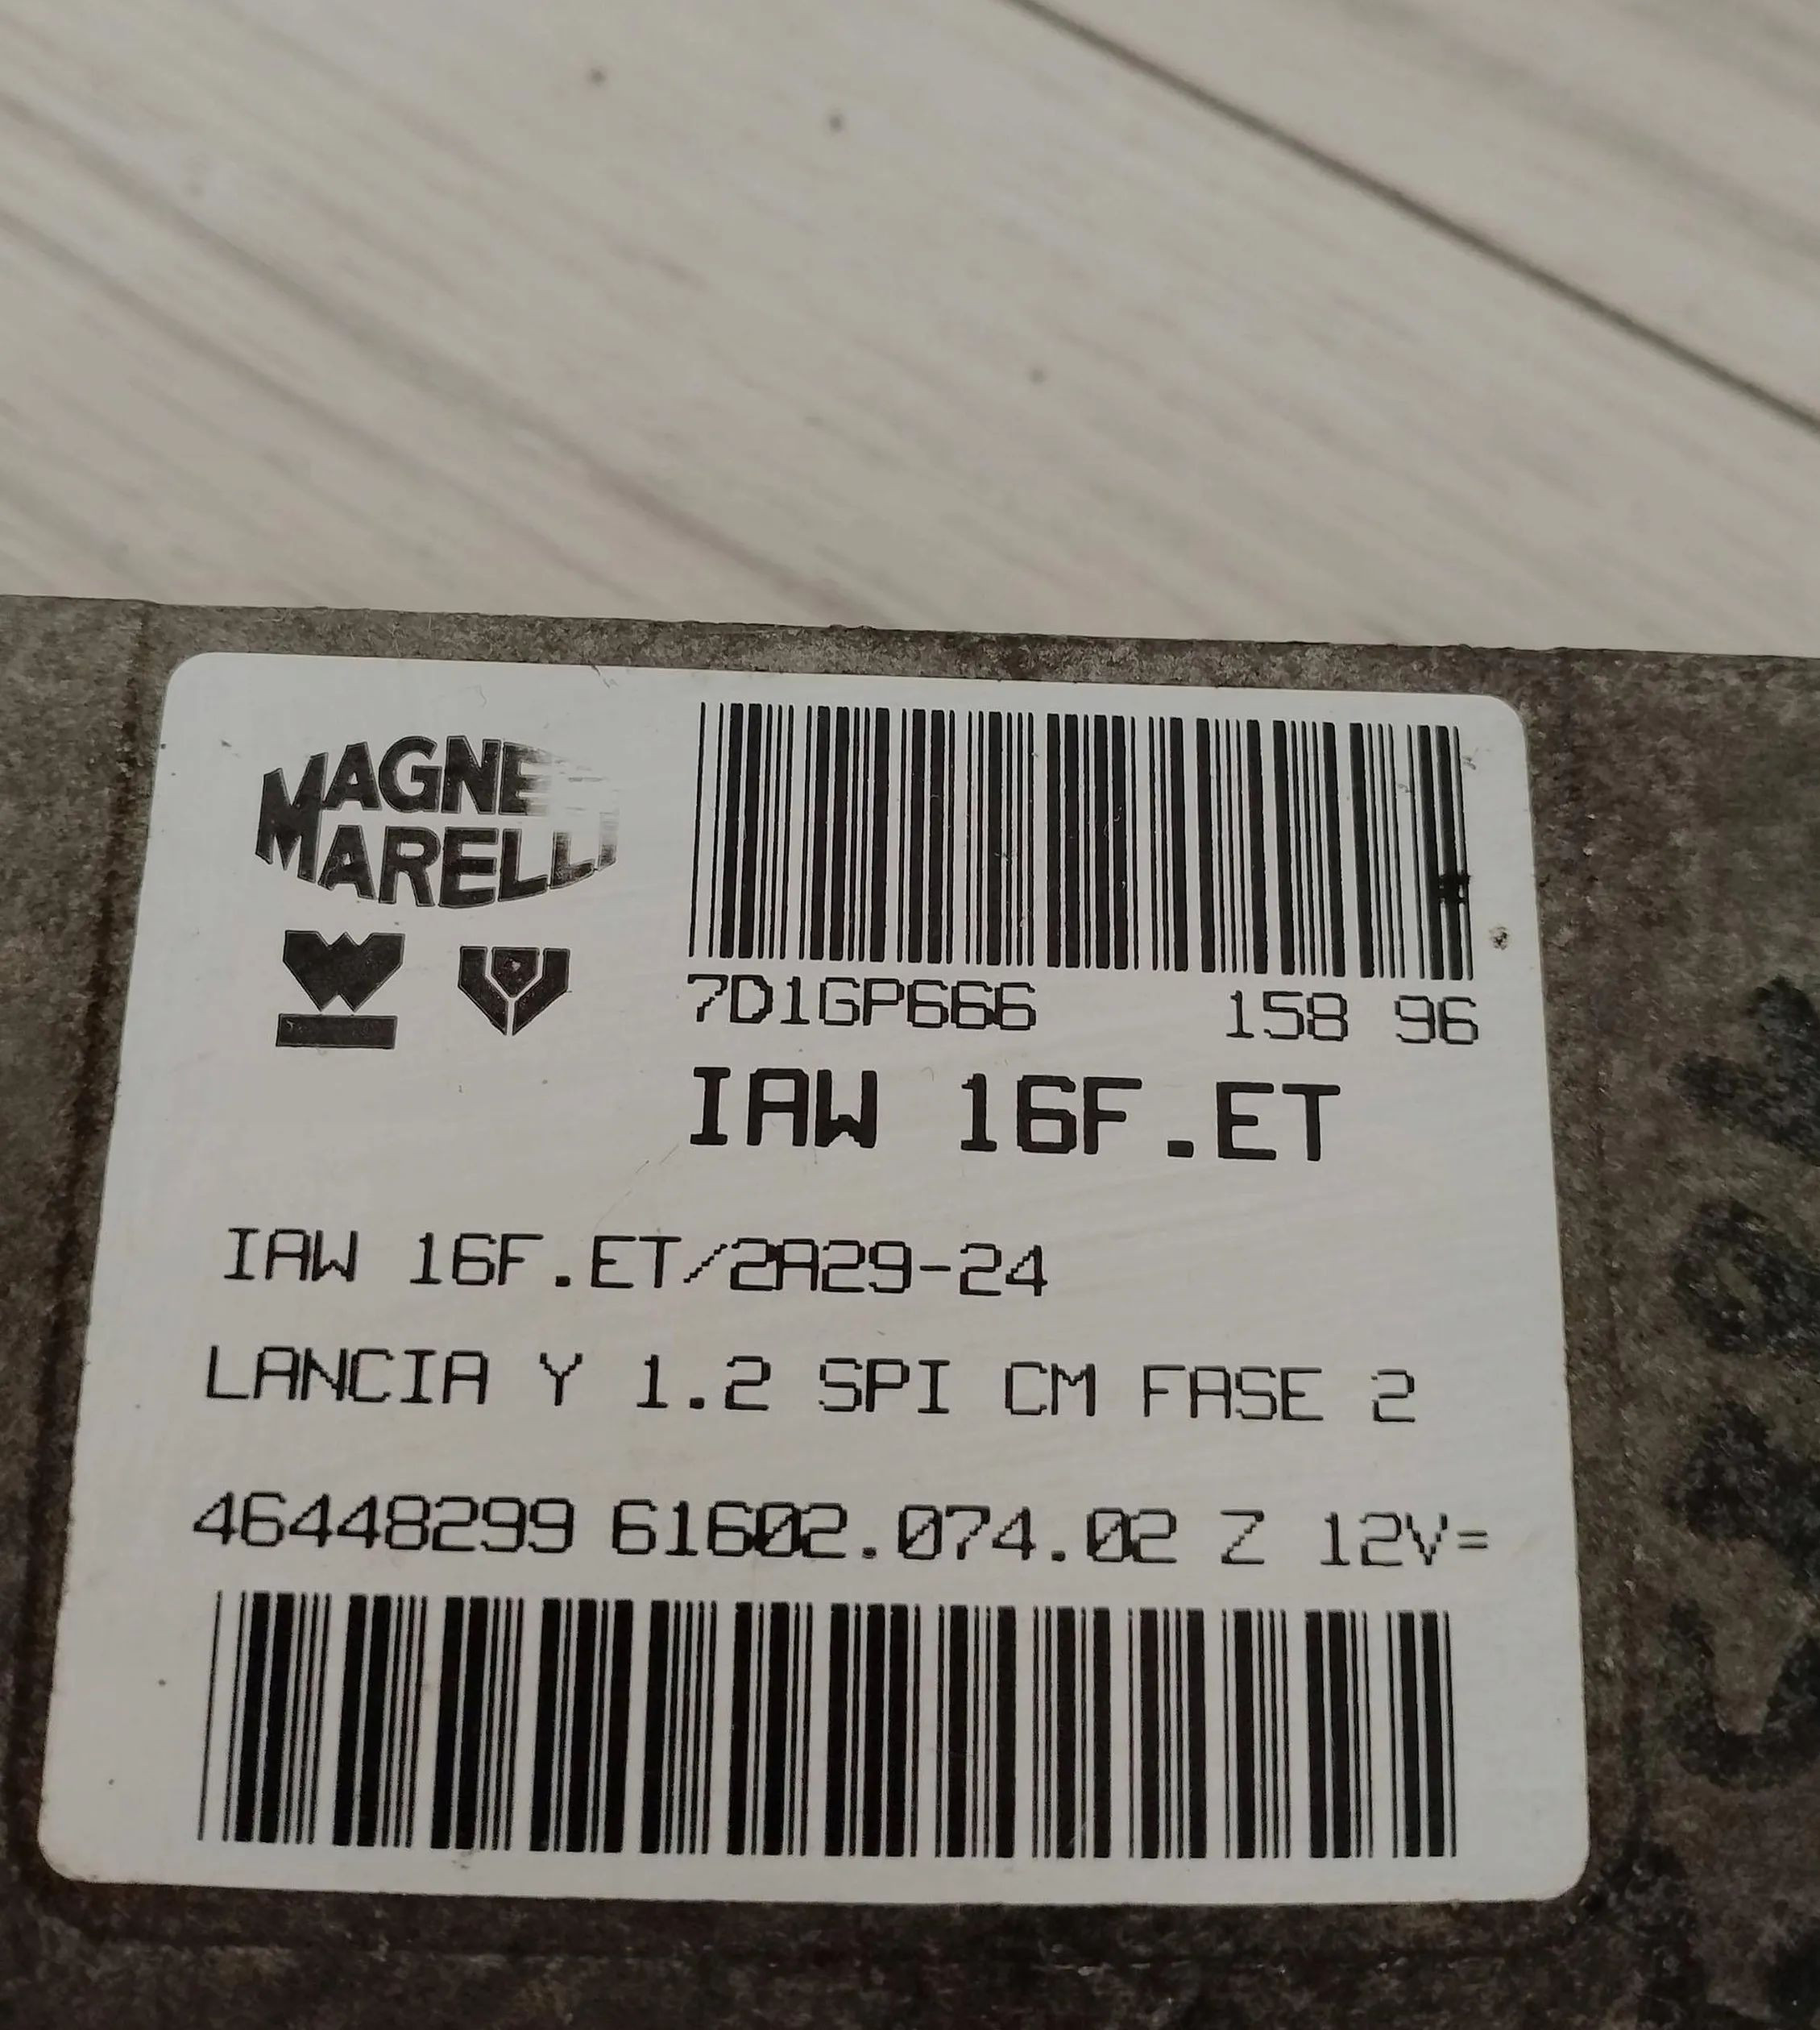 MAGNE
MARELLI
7D1GP666 158 96
IAW 16F.ET
IAW 16F.ET/2A29-24
LANCIA Y 1.2 SPI CM FASE 2
46448299 61602.074.02 Z 12V=